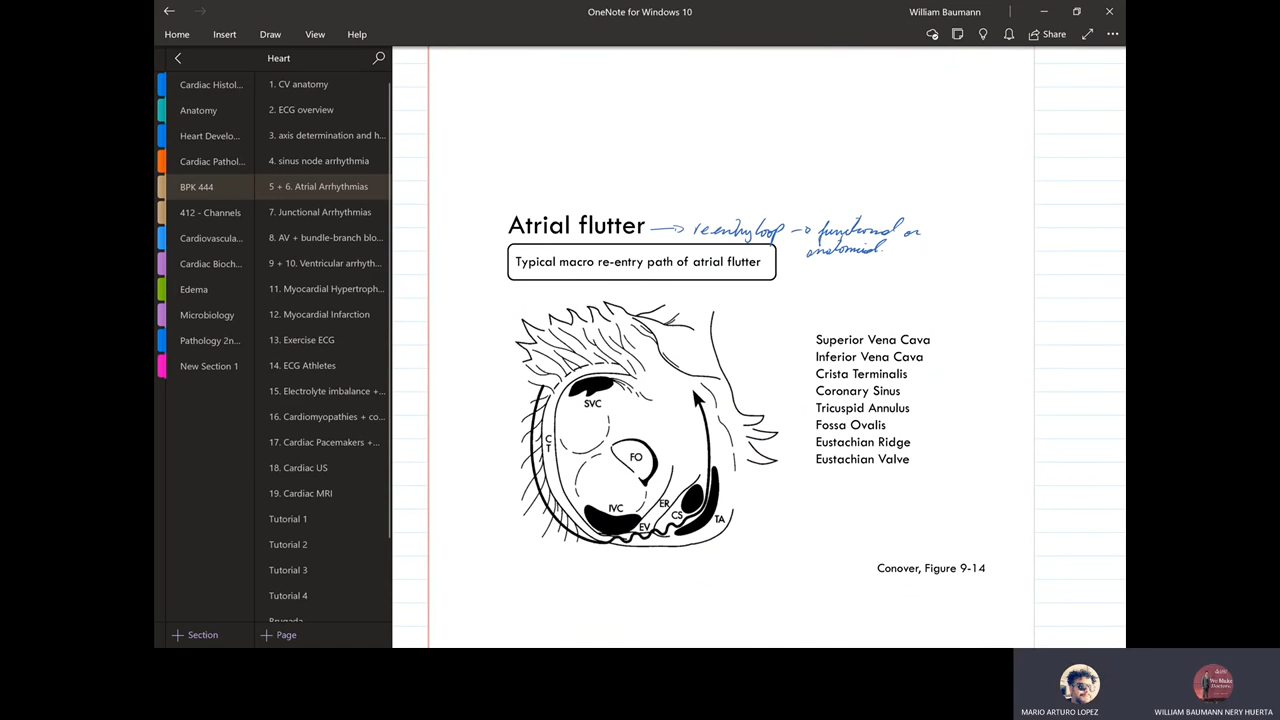 OneNote for Windows 10
William Baumann
Home
Insert
Draw
View
Help
Share
Heart
Cardiac Histol...
Anatomy
Heart Develo...
Cardiac Pathol...
BPK 444
412 - Channels
Cardiovascula...
Cardiac Bioch...
Edema
Microbiology
Pathology 2n...
New Section 1
Section
1. CV anatomy
2. ECG overview
3. axis determination and h...
4. sinus node arrhythmia
5 + 6. Atrial Arrhythmias
7. Junctional Arrhythmias
8. AV + bundle-branch blo...
9 + 10. Ventricular arryth...
11. Myocardial Hypertroph...
12. Myocardial Infarction
13. Exercise ECG
14. ECG Athletes
15. Electrolyte imbalance +...
16. Cardiomyopathies + co...
17. Cardiac Pacemakers +...
18. Cardiac US
19. Cardiac MRI
Tutorial 1
Tutorial 2
Tutorial 3
Tutorial 4
Brugada
Page
Atrial flutter → reentry loop → functional or
anatomical.
Typical macro re-entry path of atrial flutter
SVC
CT
FO
IVC
ER
CS
EV
TA
Superior Vena Cava
Inferior Vena Cava
Crista Terminalis
Coronary Sinus
Tricuspid Annulus
Fossa Ovalis
Eustachian Ridge
Eustachian Valve
Conover, Figure 9-14
MARIO ARTURO LOPEZ
WILLIAM BAUMANN NERY HUERTA